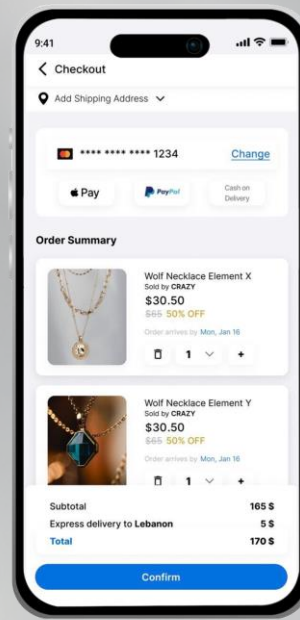 9:41
Checkout
Add Shipping Address
**** **** **** 1234 Change
Pay
PayPal
Cash on
Delivery
Order Summary
Wolf Necklace Element X
Sold by CRAZY
$30.50
$65 50% OFF
Order arrives by Mon, Jan 16
1 +
Wolf Necklace Element Y
Sold by CRAZY
$30.50
$65 50% OFF
Order arrives by Mon, Jan 16
1 +
Subtotal 165 $
Express delivery to Lebanon 5 $
Total 170 $
Confirm